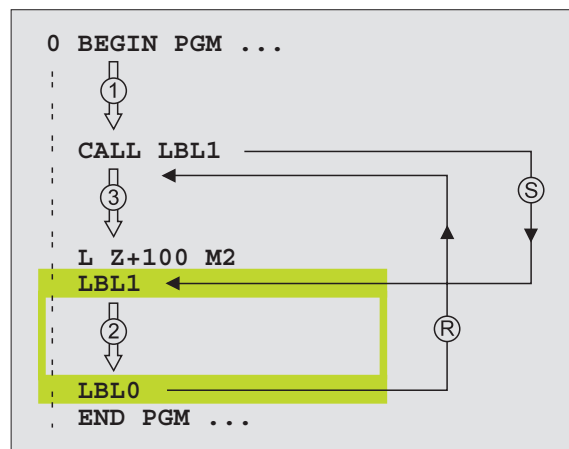 0 BEGIN PGM ...
1
CALL LBL1
S
3
L Z+100 M2
LBL1
2
R
LBL0
END PGM ...